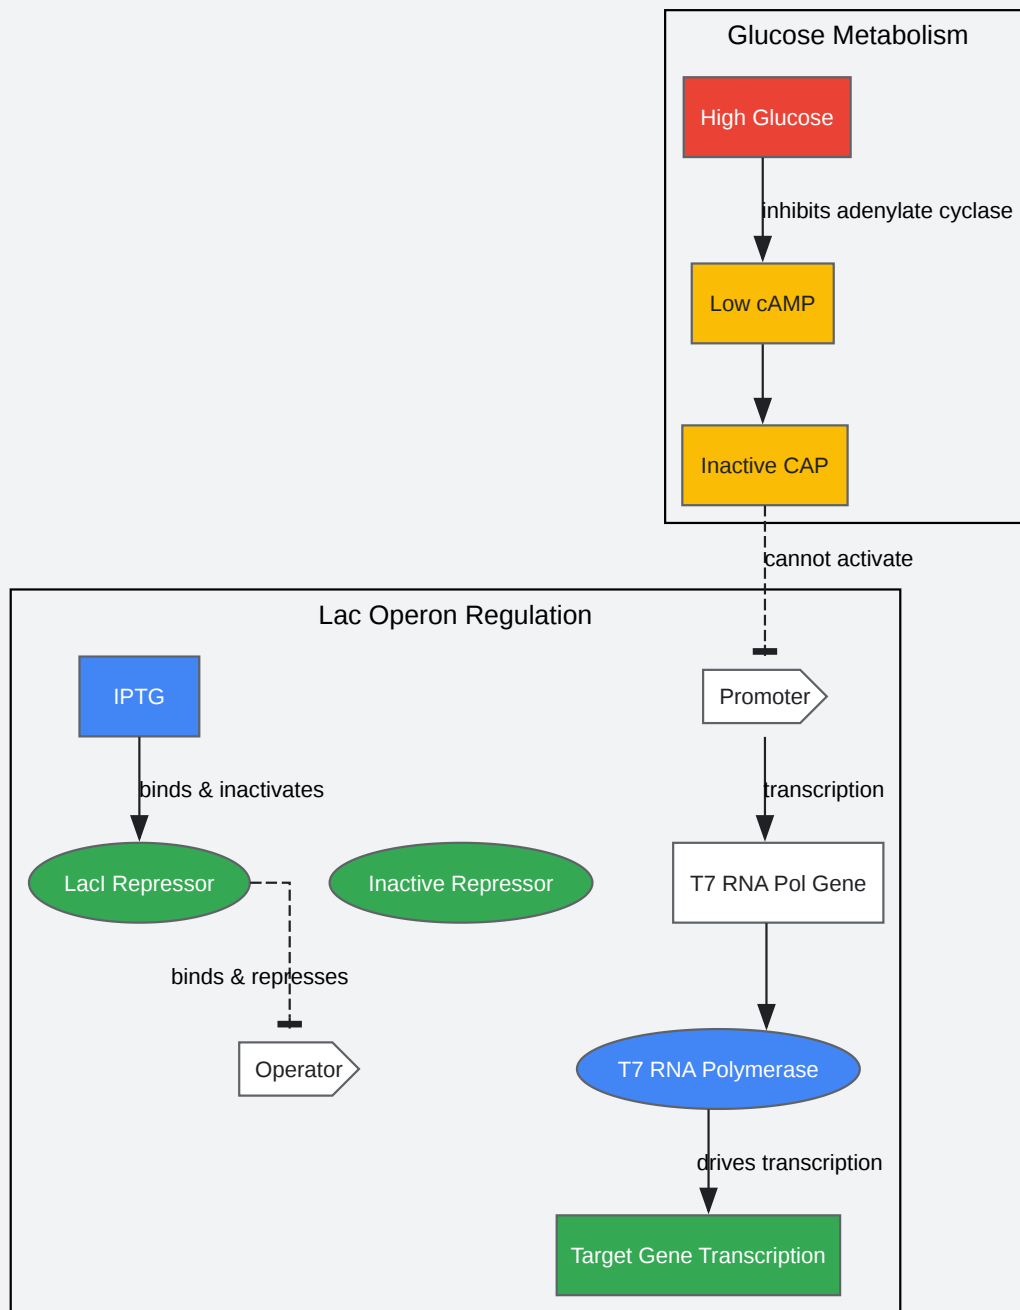 Glucose Metabolism
High Glucose
inhibits adenylate cyclase
Low cAMP
Inactive CAP
cannot activate
Lac Operon Regulation
IPTG
Promoter
binds & inactivates
transcription
LacI Repressor
Inactive Repressor
T7 RNA Pol Gene
binds & represses
Operator
T7 RNA Polymerase
drives transcription
Target Gene Transcription